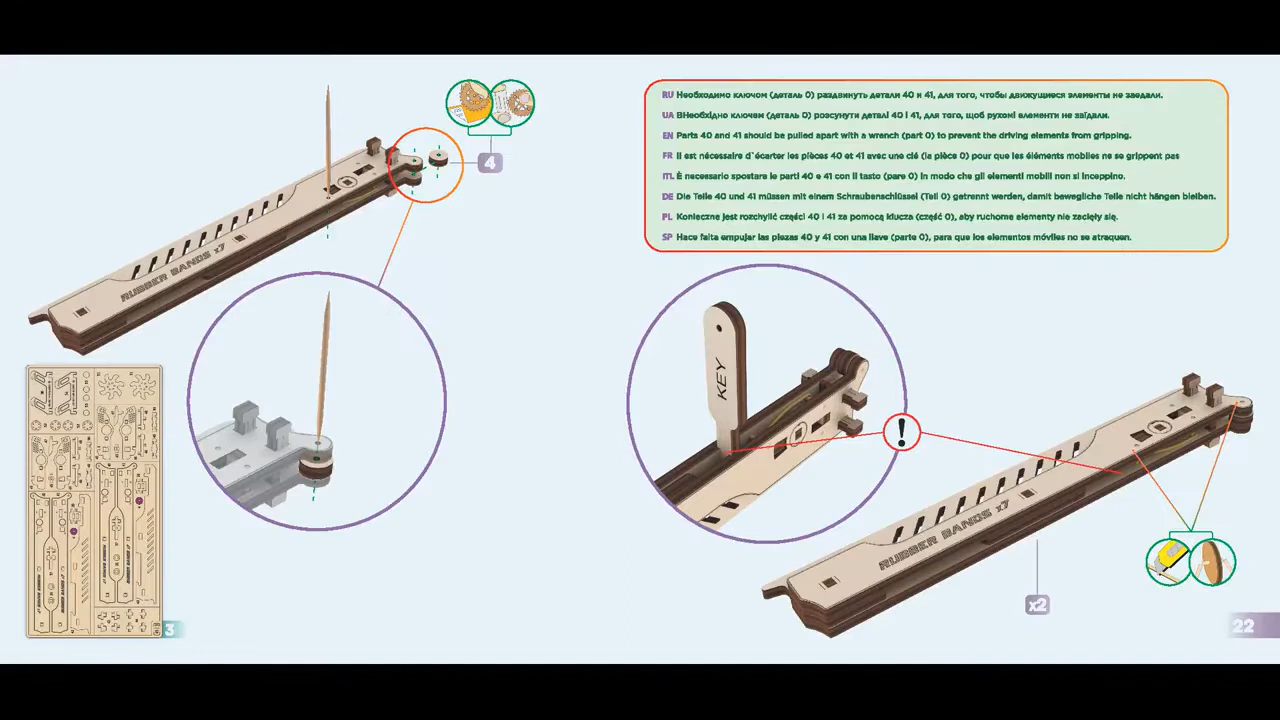 4
RUBBER BANDS x7
3
RU Необходимо ключом (деталь 0) раздвинуть детали 40 и 41, для того, чтобы движущиеся элементы не заедали.
UA ВНеобхідно ключем (деталь 0) розсунути деталі 40 і 41, для того, щоб рухомі елементи не заїдали.
EN Parts 40 and 41 should be pulled apart with a wrench (part 0) to prevent the driving elements from gripping.
FR Il est nécessaire d`écarter les pièces 40 et 41 avec une clé (la pièce 0) pour que les éléments mobiles ne se grippent pas
IT. È necessario spostare le parti 40 e 41 con il tasto (pare 0) in modo che gli elementi mobili non si inceppino.
DE Die Teile 40 und 41 müssen mit einem Schraubenschlüssel (Teil 0) getrennt werden, damit bewegliche Teile nicht hängen bleiben.
PL Konieczne jest rozchylić części 40 i 41 za pomocą klucza (część 0), aby ruchome elementy nie zacięły się.
SP Hace falta empujar las piezas 40 y 41 con una llave (parte 0), para que los elementos móviles no se atraquen.
KEY
!
RUBBER BANDS x7
x2
22